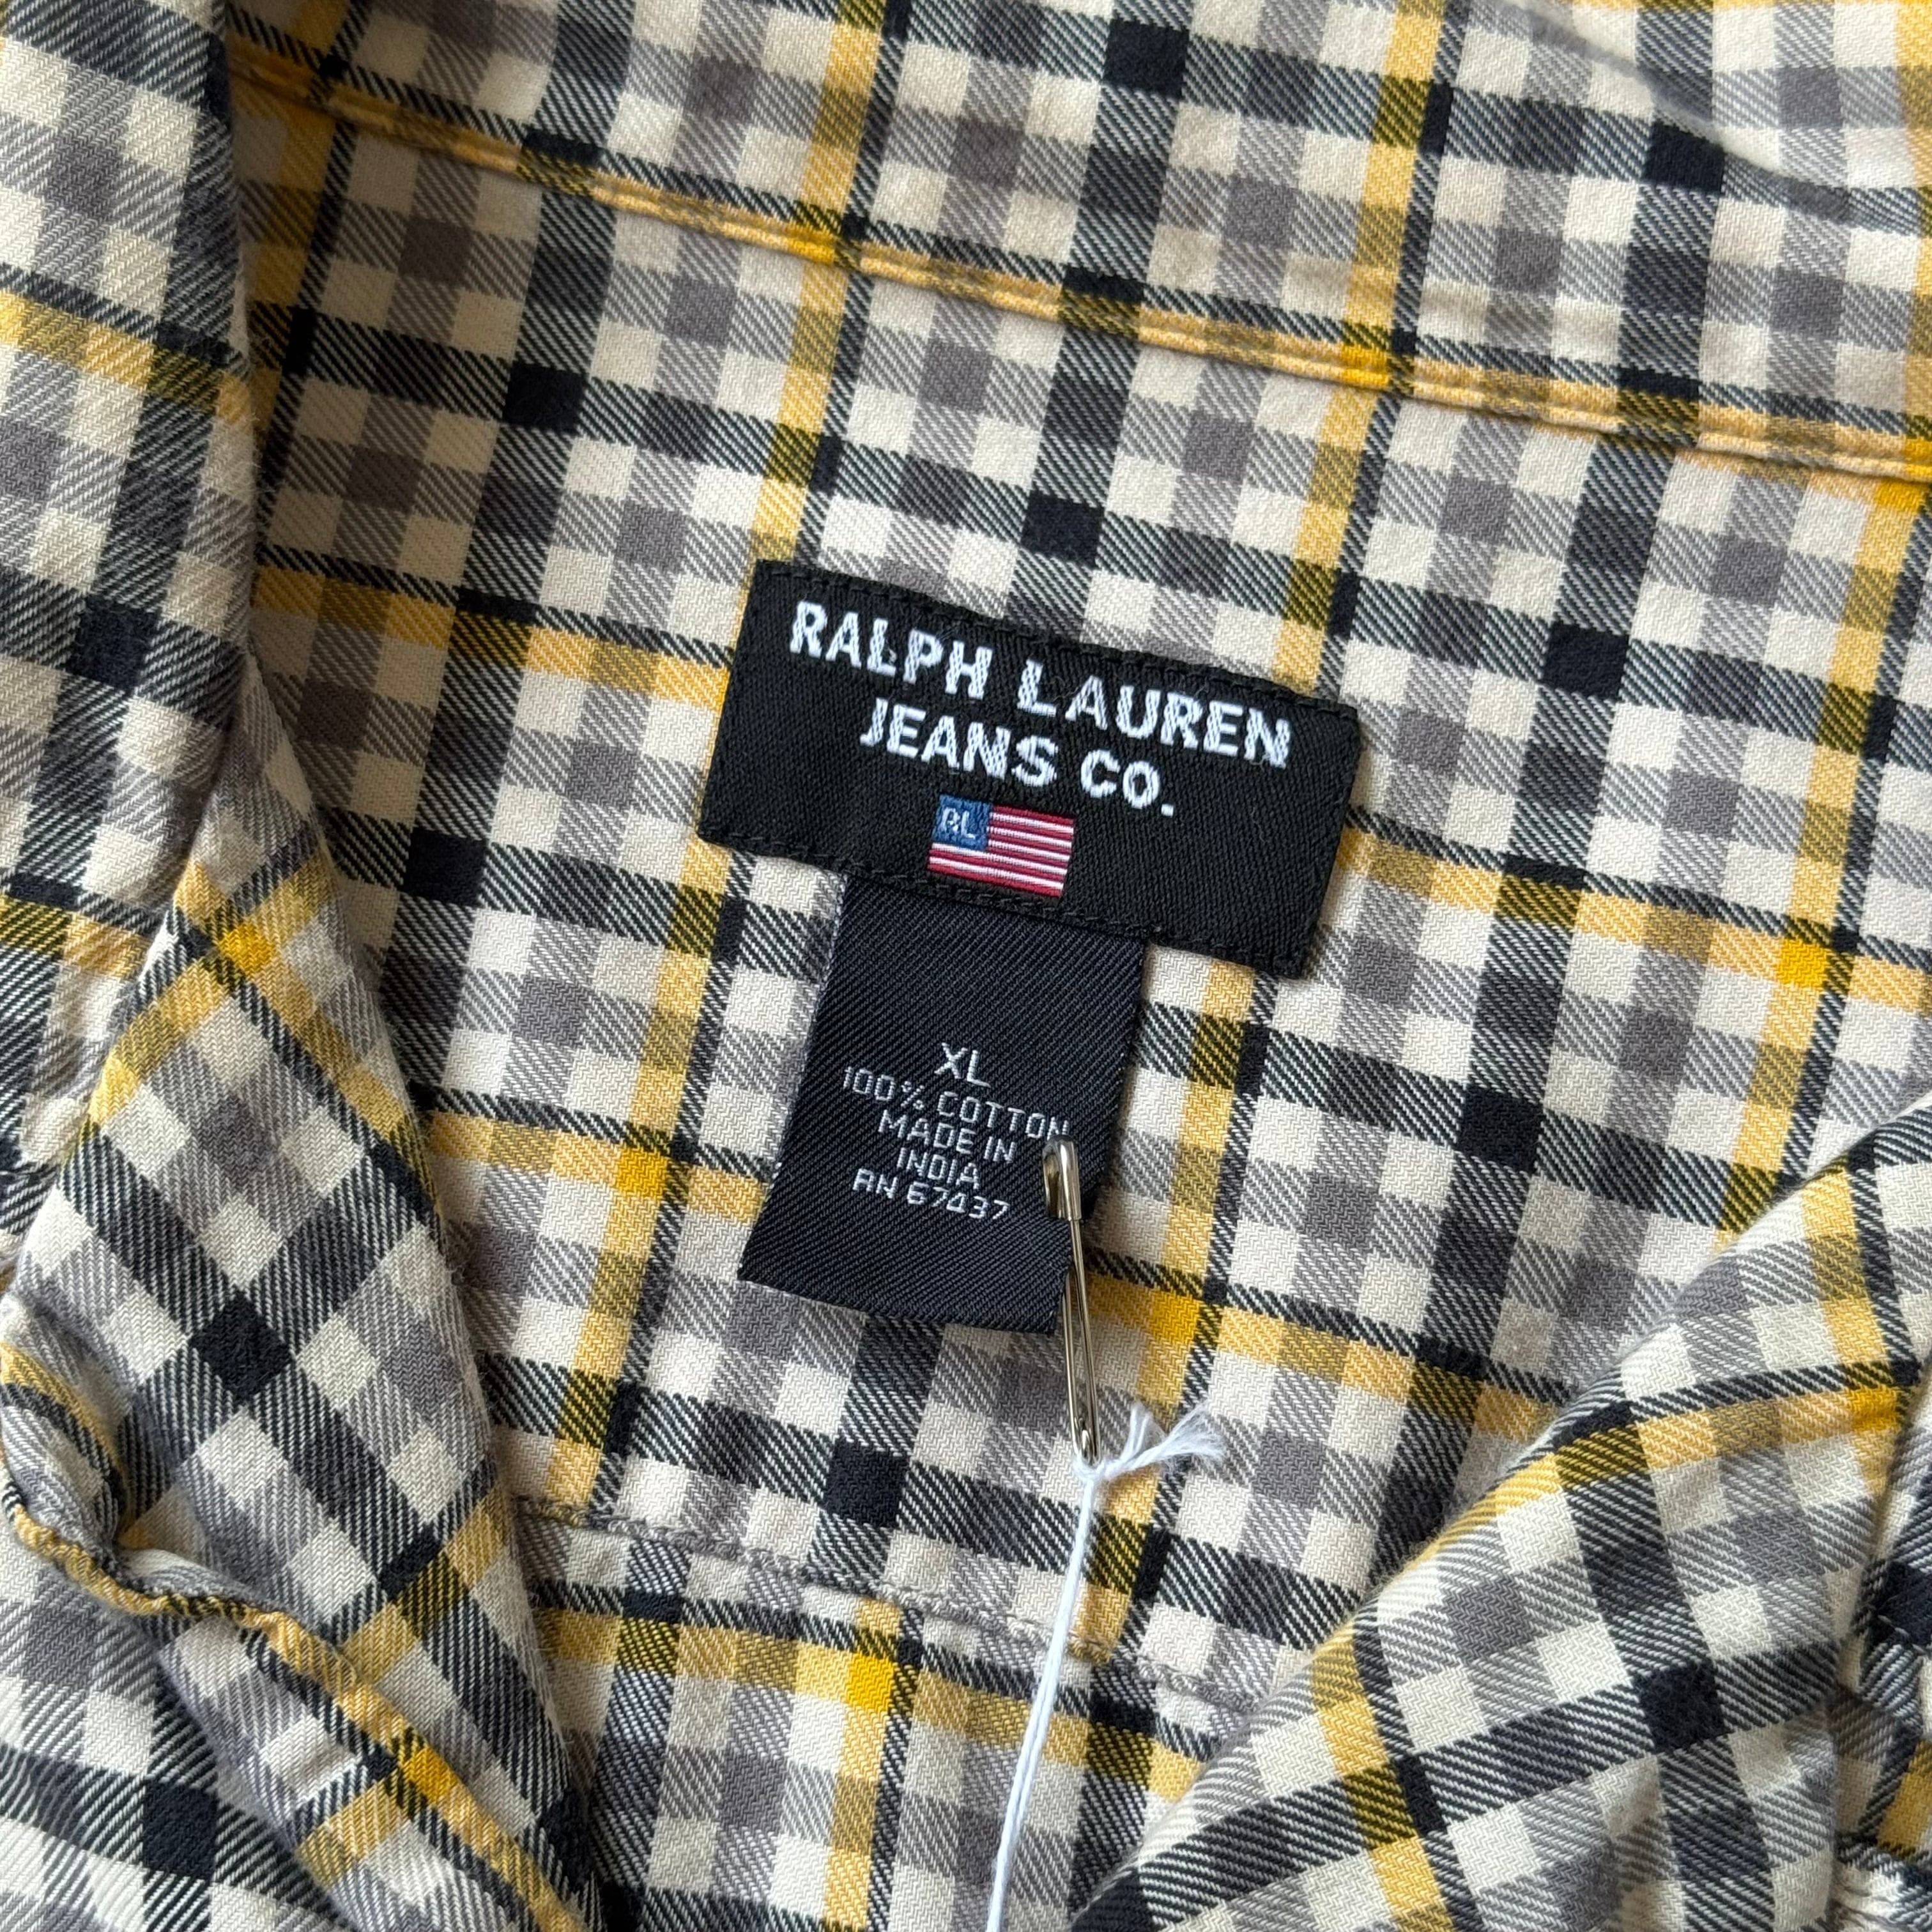 RALPH LAUREN
JEANS CO.
RL
XL
100% COTTON
MADE IN
INDIA
RN 67437